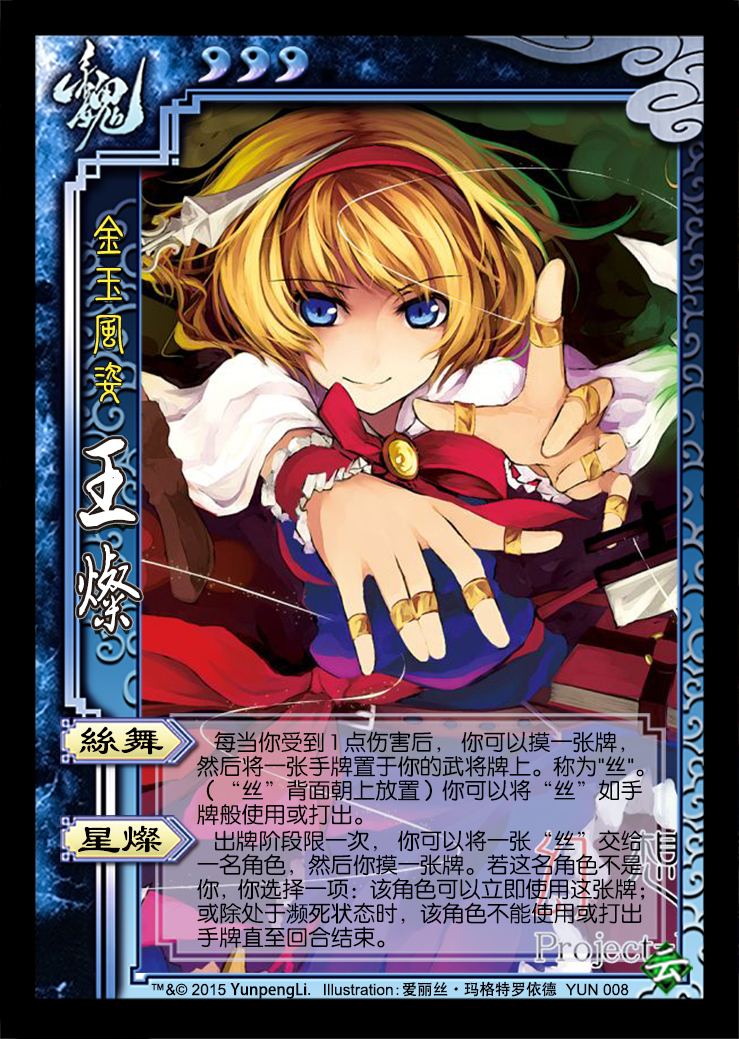 魏
金玉風姿
王燦
絲舞
每当你受到1点伤害后，你可以摸一张牌，
然后将一张手牌置于你的武将牌上。称为"丝"。
（“丝”背面朝上放置）你可以将“丝”如手
牌般使用或打出。
星燦
出牌阶段限一次，你可以将一张“丝”交给
一名角色，然后你摸一张牌。若这名角色不是
你，你选择一项：该角色可以立即使用这张牌；
或除处于濒死状态时，该角色不能使用或打出
手牌直至回合结束。
幻想
Project
云
™&© 2015 YunpengLi. Illustration：爱丽丝·玛格特罗依德 YUN 008